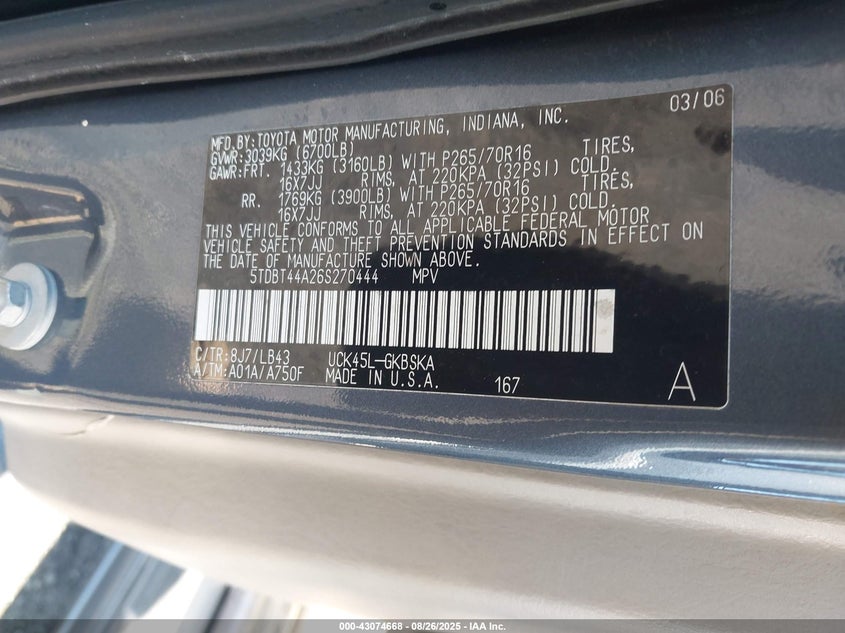 03/06
MFD.BY:TOYOTA MOTOR MANUFACTURING, INDIANA, INC.
GVWR:3039KG (6700LB)
GAWR:FRT. 1433KG (3160LB) WITH P265/70R16 TIRES,
16X7JJ RIMS, AT 220KPA (32PSI) COLD.
RR. 1769KG (3900LB) WITH P265/70R16 TIRES,
16X7JJ RIMS, AT 220KPA (32PSI) COLD.
THIS VEHICLE CONFORMS TO ALL APPLICABLE FEDERAL MOTOR
VEHICLE SAFETY AND THEFT PREVENTION STANDARDS IN EFFECT ON
THE DATE OF MANUFACTURE SHOWN ABOVE.
5TDBT44A26S270444 MPV
C/TR:8J7/LB43 UCK45L-GKBSKA
A/TM:A01A/A750F MADE IN U.S.A. 167 A
000-43074668 - 08/26/2025 - IAA Inc.